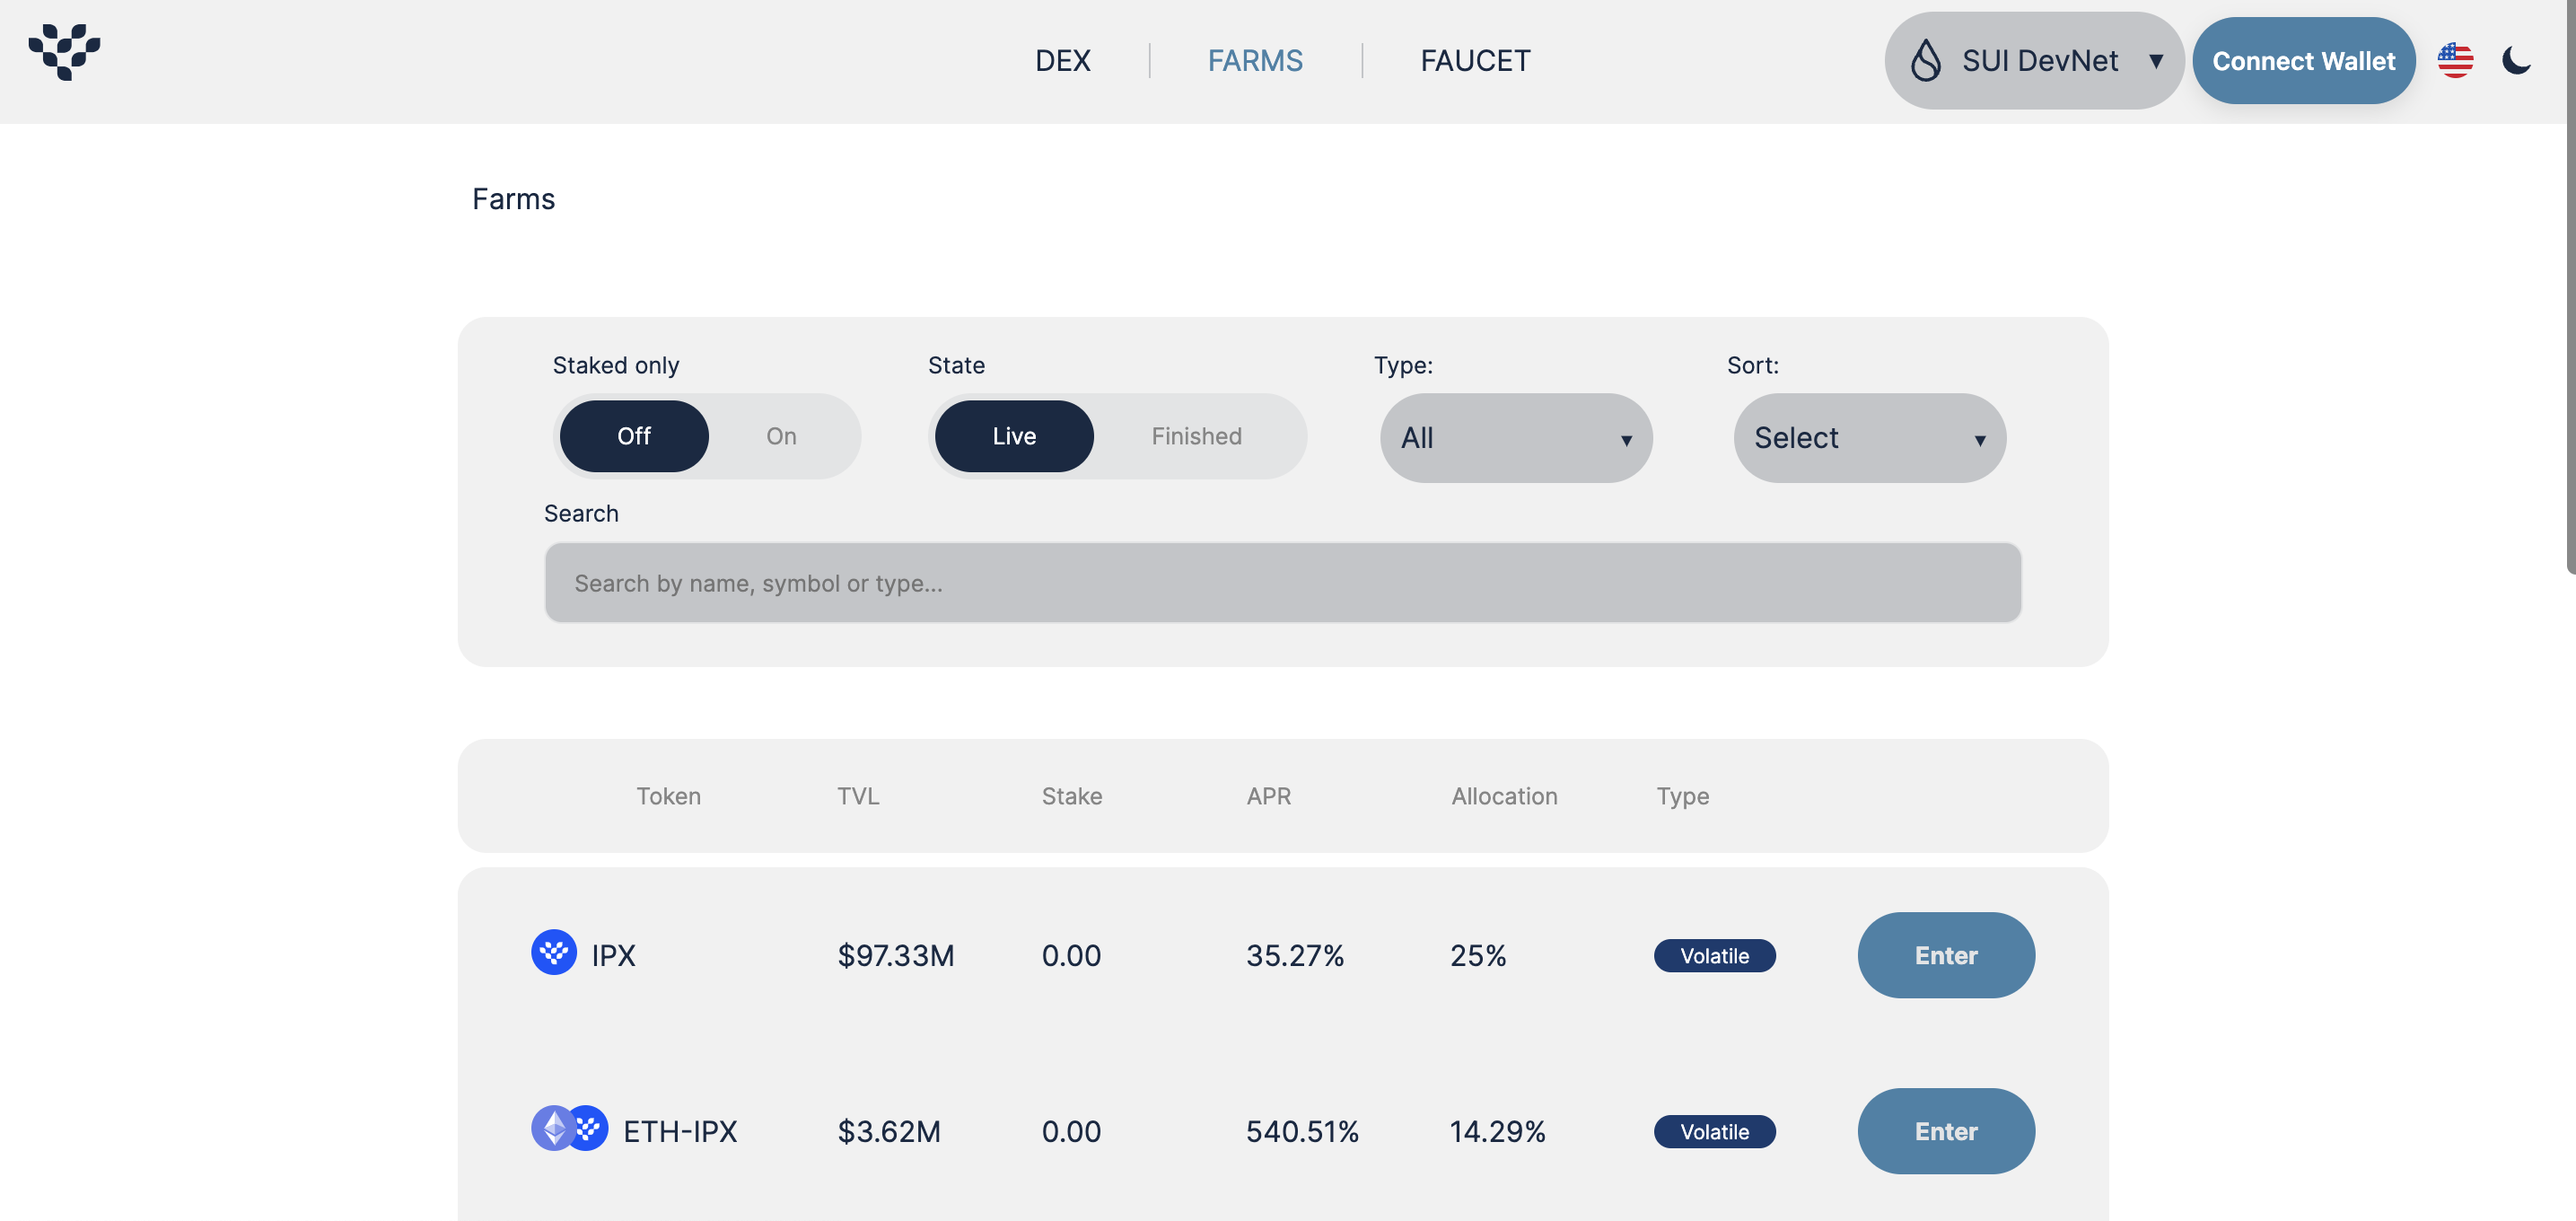 DEX
FARMS
FAUCET
SUI DevNet
Connect Wallet
Farms
Staked only
State
Type:
Sort:
Off
On
Live
Finished
All
Select
Search
Search by name, symbol or type...
Token
TVL
Stake
APR
Allocation
Type
IPX
$97.33M
0.00
35.27%
25%
Volatile
Enter
ETH-IPX
$3.62M
0.00
540.51%
14.29%
Volatile
Enter